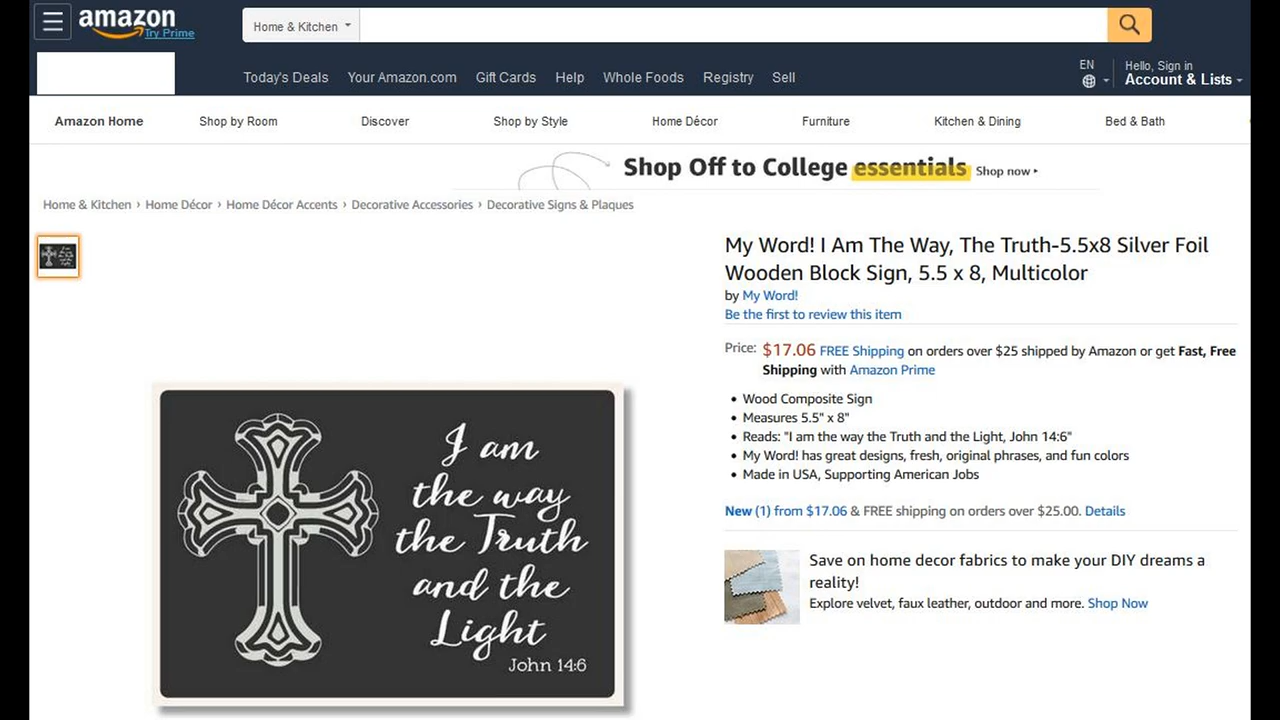 amazon
Try Prime
Home & Kitchen
Today's Deals Your Amazon.com Gift Cards Help Whole Foods Registry Sell
EN
Hello, Sign in
Account & Lists
Amazon Home Shop by Room Discover Shop by Style Home Décor Furniture Kitchen & Dining Bed & Bath
Shop Off to College essentials Shop now ▸
Home & Kitchen › Home Décor › Home Décor Accents › Decorative Accessories › Decorative Signs & Plaques
My Word! I Am The Way, The Truth-5.5x8 Silver Foil
Wooden Block Sign, 5.5 x 8, Multicolor
by My Word!
Be the first to review this item
Price: $17.06 FREE Shipping on orders over $25 shipped by Amazon or get Fast, Free
Shipping with Amazon Prime
• Wood Composite Sign
• Measures 5.5" x 8"
• Reads: "I am the way the Truth and the Light, John 14:6"
• My Word! has great designs, fresh, original phrases, and fun colors
• Made in USA, Supporting American Jobs
New (1) from $17.06 & FREE shipping on orders over $25.00. Details
Save on home decor fabrics to make your DIY dreams a
reality!
Explore velvet, faux leather, outdoor and more. Shop Now
I am
the way
the Truth
and the
Light
John 14:6